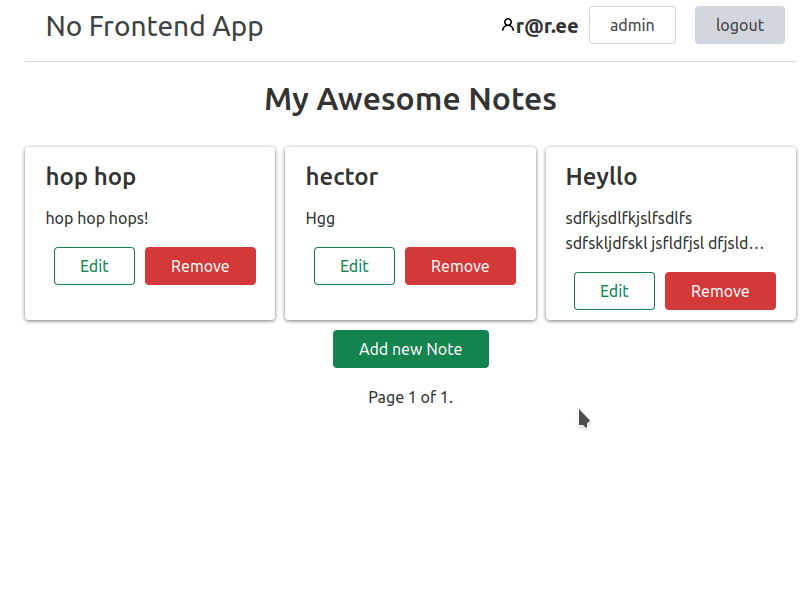 No Frontend App
r@r.ee admin logout
My Awesome Notes
hop hop
hop hop hops!
Edit Remove
hector
Hgg
Edit Remove
Heyllo
sdfkjsdlfkjslfsdlfs
sdfskljdfskl jsfldfjsl dfjsld…
Edit Remove
Add new Note
Page 1 of 1.